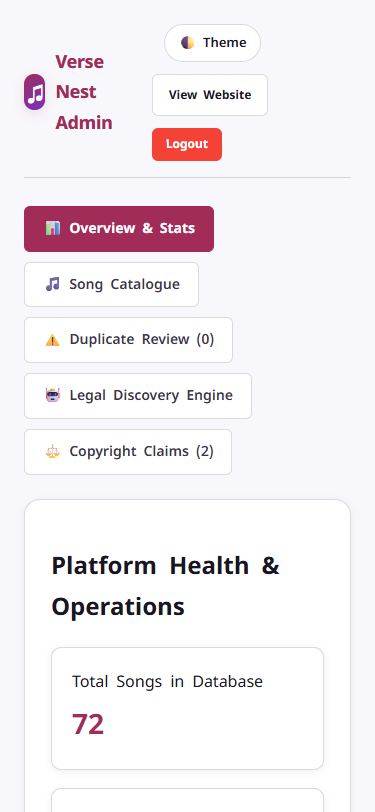 Verse
Nest
Admin
Theme
View Website
Logout
Overview & Stats
Song Catalogue
Duplicate Review (0)
Legal Discovery Engine
Copyright Claims (2)
Platform Health &
Operations
Total Songs in Database
72